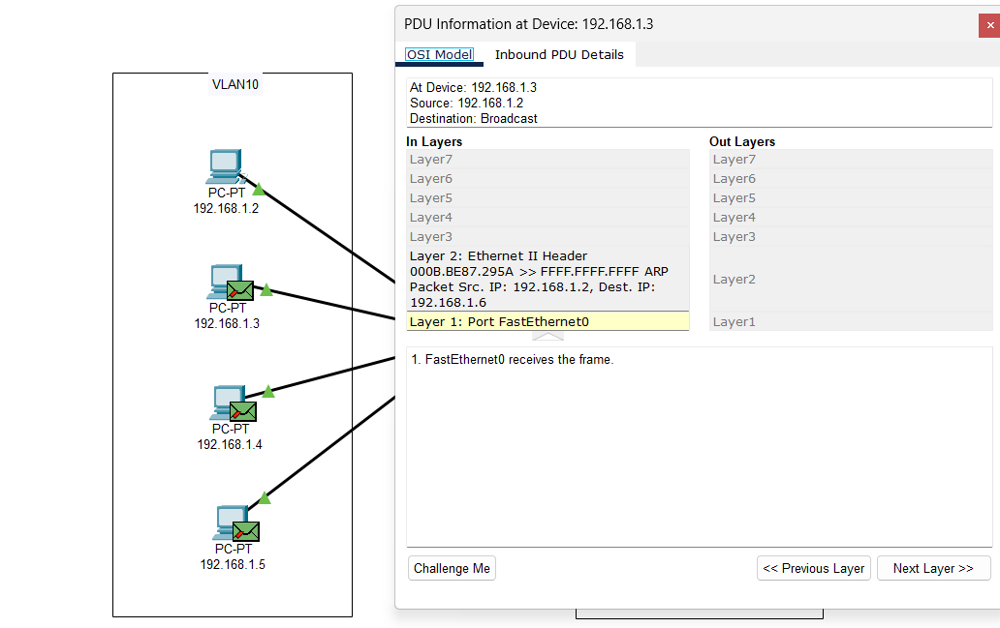 PDU Information at Device: 192.168.1.3
OSI Model
Inbound PDU Details
At Device: 192.168.1.3
Source: 192.168.1.2
Destination: Broadcast
In Layers
Layer7
Layer6
Layer5
Layer4
Layer3
Layer 2: Ethernet II Header
000B.BE87.295A >> FFFF.FFFF.FFFF ARP
Packet Src. IP: 192.168.1.2, Dest. IP:
192.168.1.6
Layer 1: Port FastEthernet0
Out Layers
Layer7
Layer6
Layer5
Layer4
Layer3
Layer2
Layer1
1. FastEthernet0 receives the frame.
Challenge Me
<< Previous Layer
Next Layer >>
VLAN10
PC-PT
192.168.1.2
PC-PT
192.168.1.3
PC-PT
192.168.1.4
PC-PT
192.168.1.5